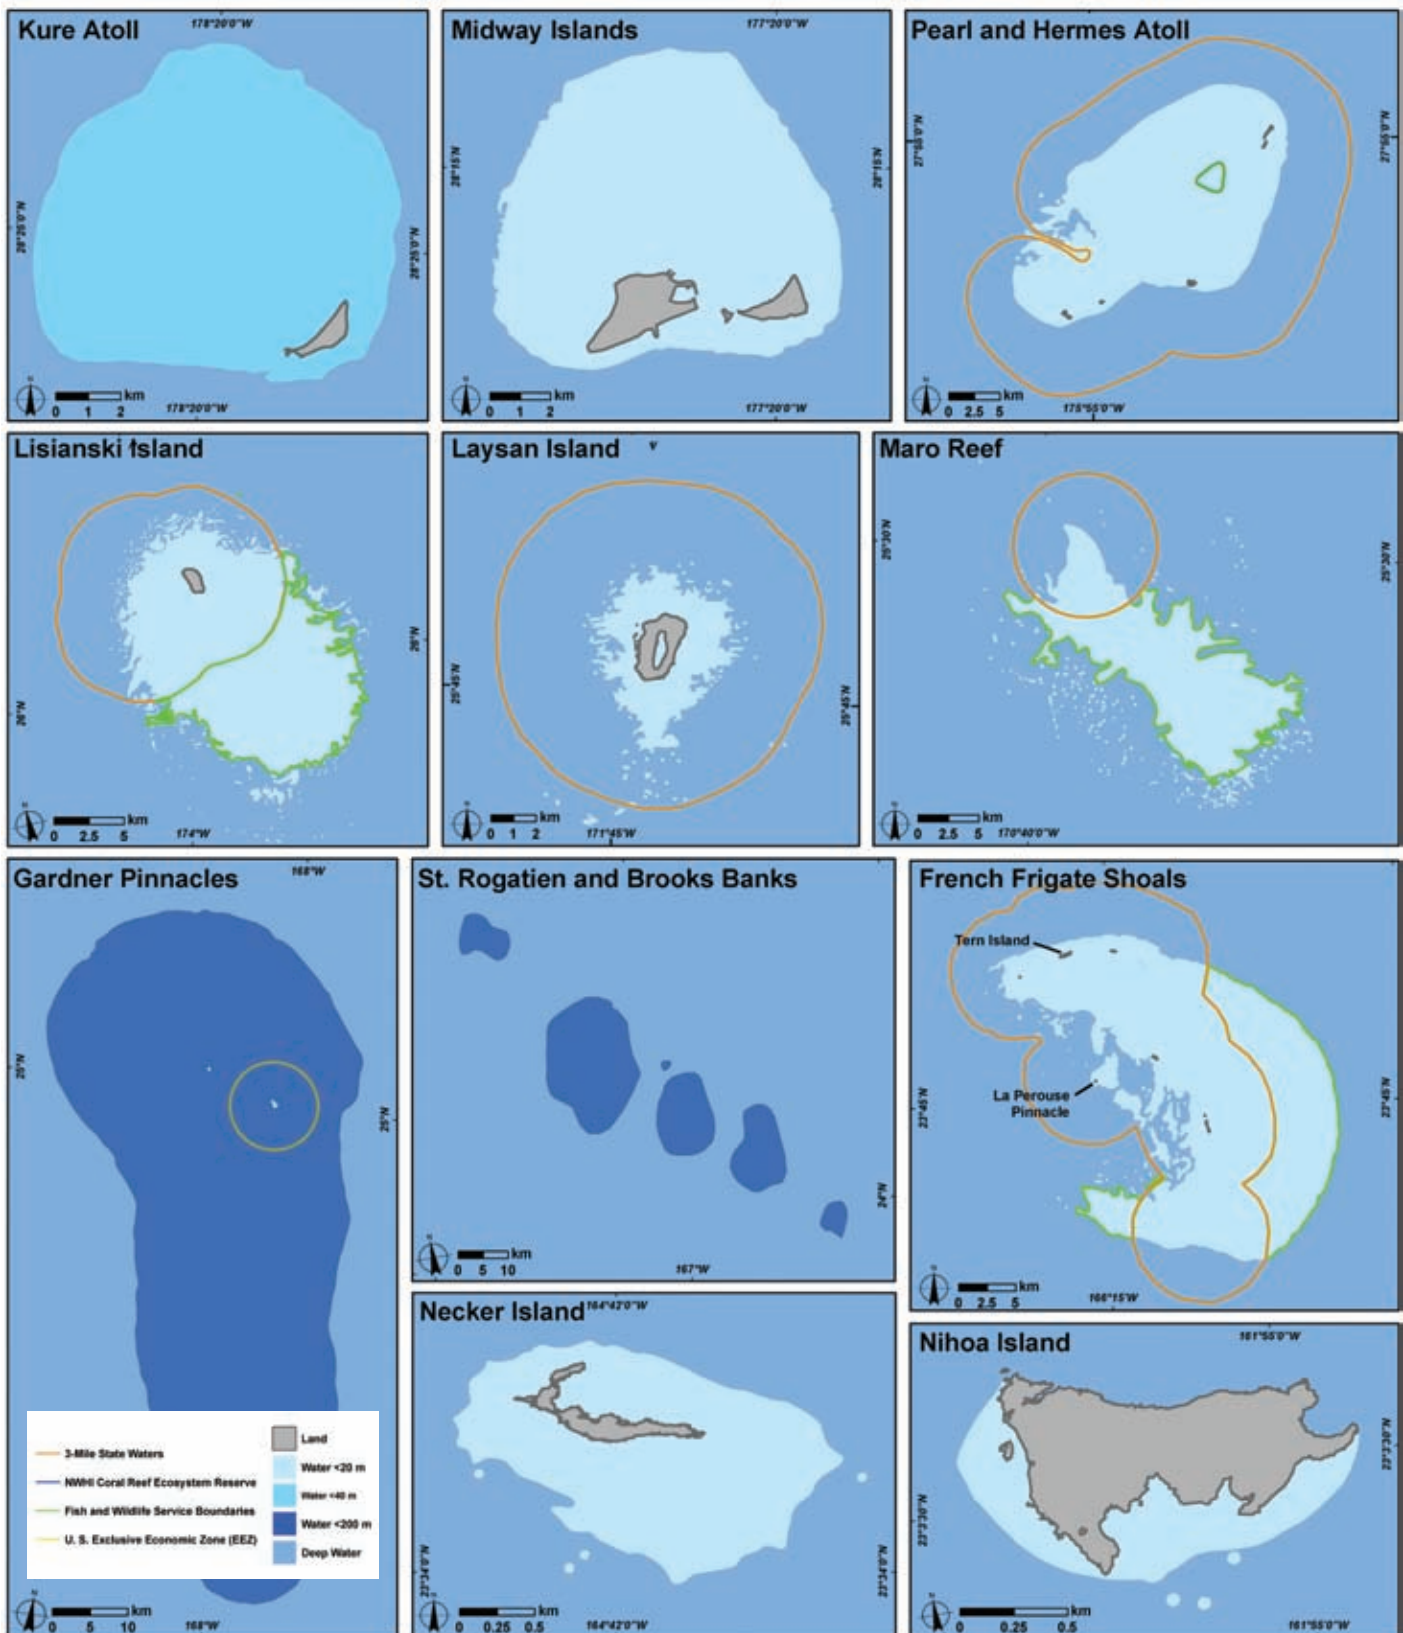 Kure Atoll
178°20'0"W
28°25'0"N
28°25'0"N
km
0 1 2
178°20'0"W
Midway Islands
177°20'0"W
28°15'N
28°15'N
km
0 1 2
177°20'0"W
Pearl and Hermes Atoll
27°55'0"N
27°55'0"N
km
0 2.5 5
175°55'0"W
Lisianski Island
26°N
26°N
km
0 2.5 5
174°W
Laysan Island
25°45'N
25°45'N
km
0 1 2
171°45'W
Maro Reef
25°30'N
25°30'N
km
0 2.5 5
170°40'0"W
Gardner Pinnacles
168°W
25°N
25°N
3-Mile State Waters
NWHI Coral Reef Ecosystem Reserve
Fish and Wildlife Service Boundaries
U. S. Exclusive Economic Zone (EEZ)
Land
Water <20 m
Water <40 m
Water <200 m
Deep Water
km
0 5 10
168°W
St. Rogatien and Brooks Banks
24°N
km
0 5 10
167°W
French Frigate Shoals
Tern Island
La Perouse
Pinnacle
23°45'N
23°45'N
km
0 2.5 5
166°15'W
Necker Island
164°42'0"W
23°34'0"N
23°34'0"N
km
0 0.25 0.5
164°42'0"W
Nihoa Island
161°55'0"W
23°3'30"N
23°3'30"N
km
0 0.25 0.5
161°55'0"W